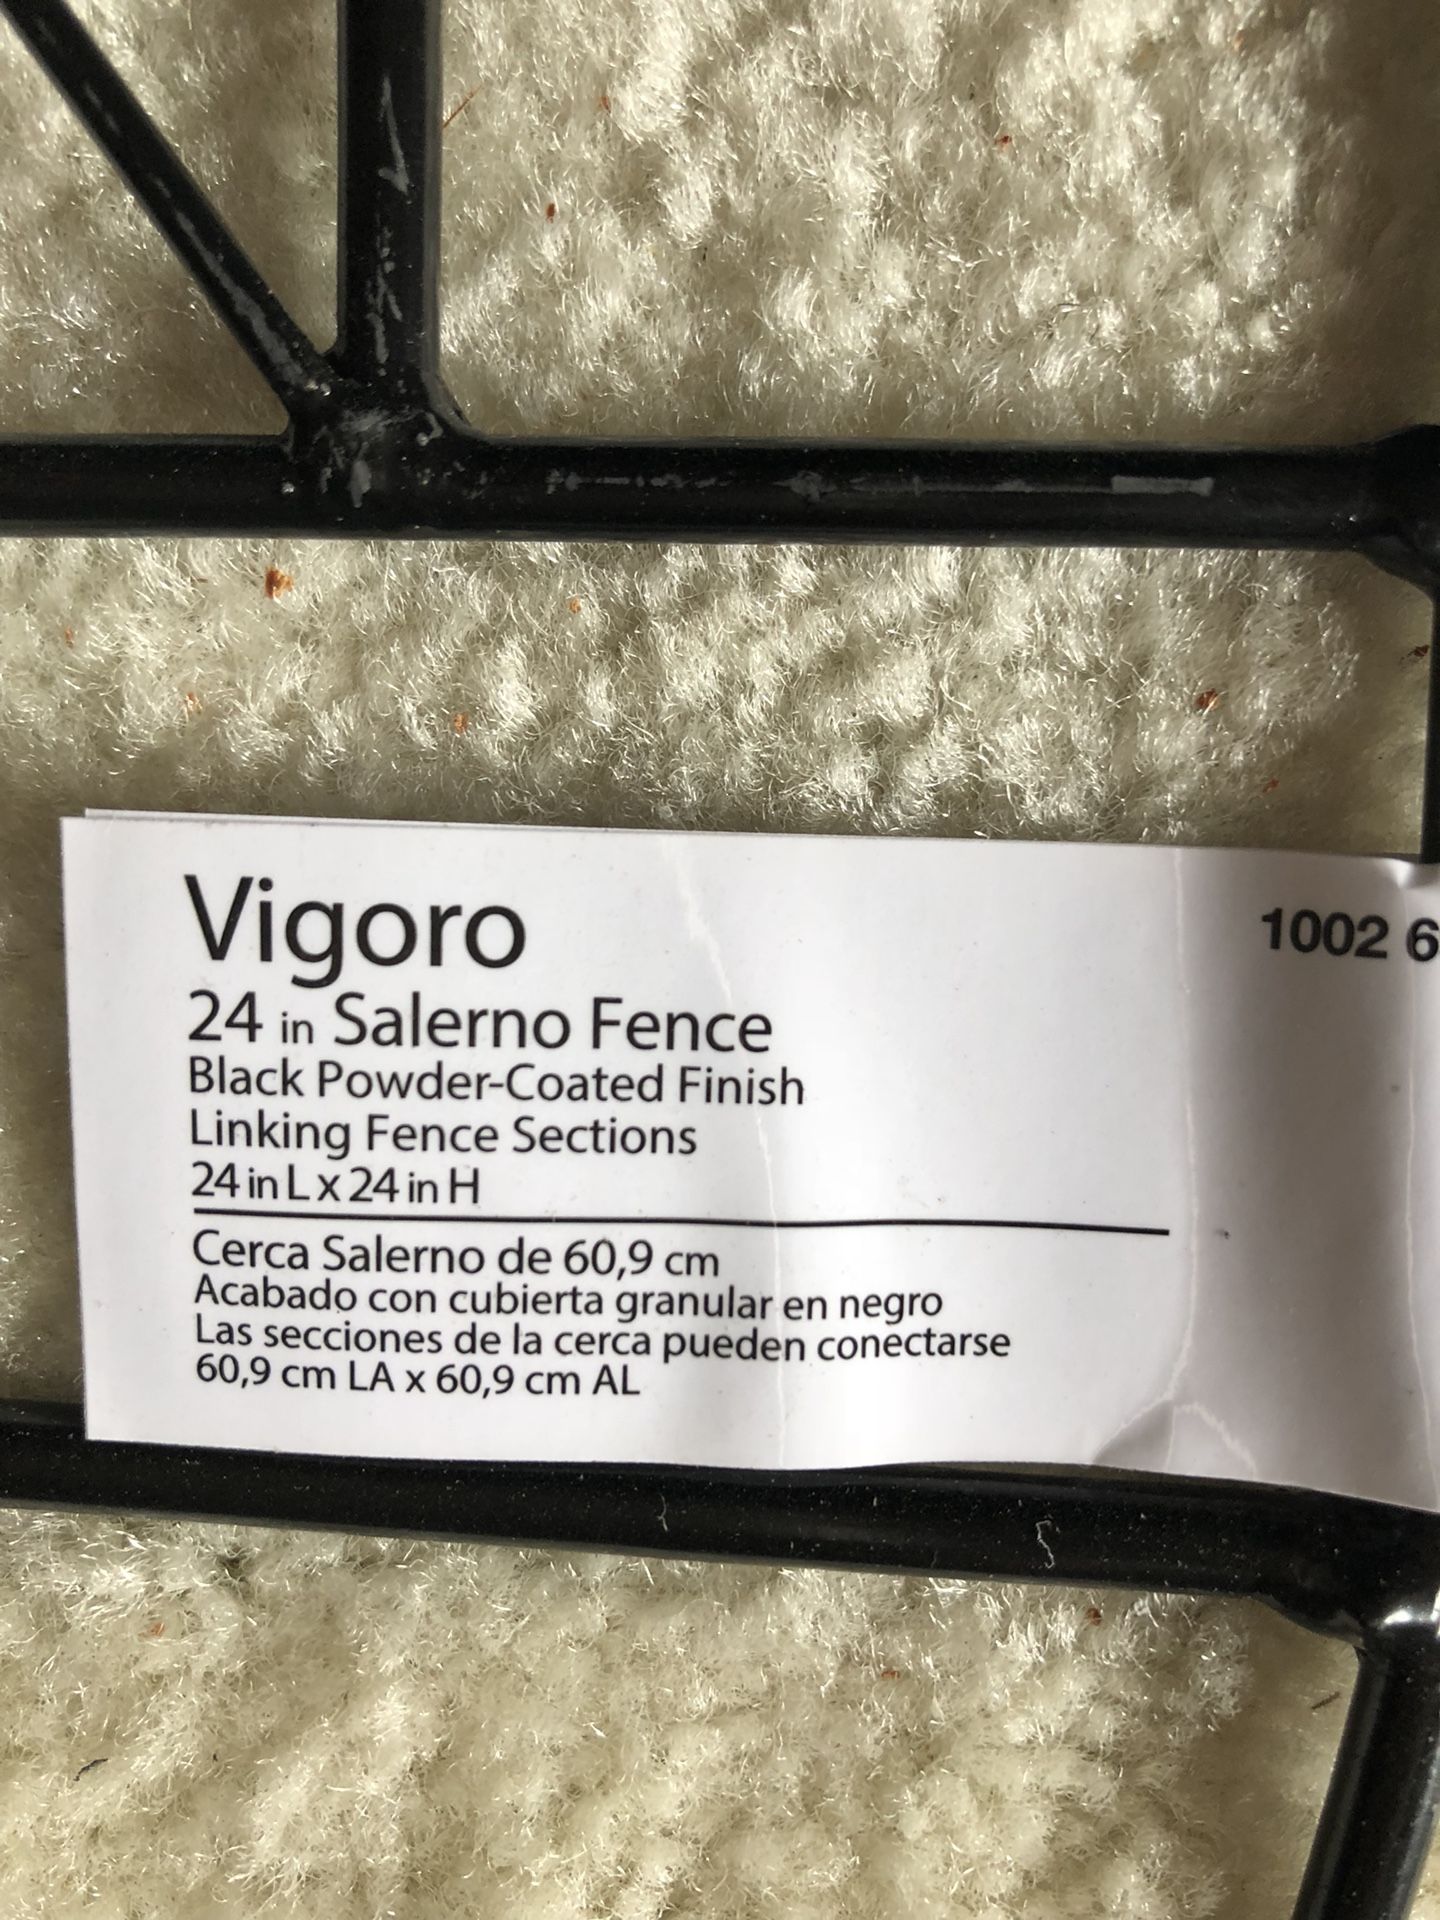 Vigoro
1002 6
24 in Salerno Fence
Black Powder-Coated Finish
Linking Fence Sections
24 in L x 24 in H
Cerca Salerno de 60,9 cm
Acabado con cubierta granular en negro
Las secciones de la cerca pueden conectarse
60,9 cm LA x 60,9 cm AL